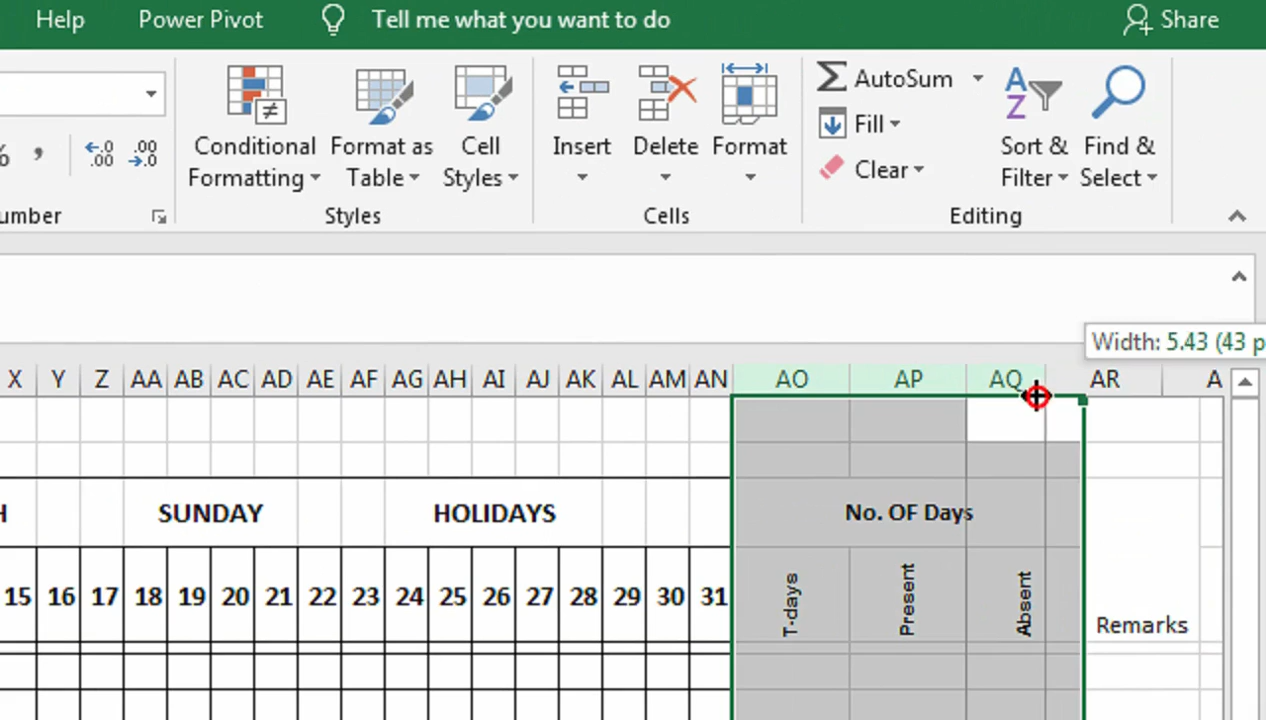 Help Power Pivot Tell me what you want to do Share
AutoSum
Fill
Clear
Conditional Formatting
Format as Table
Cell Styles
Insert
Delete
Format
Sort & Filter
Find & Select
Styles
Cells
Editing
Width: 5.43 (43 p
X Y Z AA AB AC AD AE AF AG AH AI AJ AK AL AM AN AO AP AQ AR A
SUNDAY HOLIDAYS No. OF Days
15 16 17 18 19 20 21 22 23 24 25 26 27 28 29 30 31 T-days Present Absent Remarks